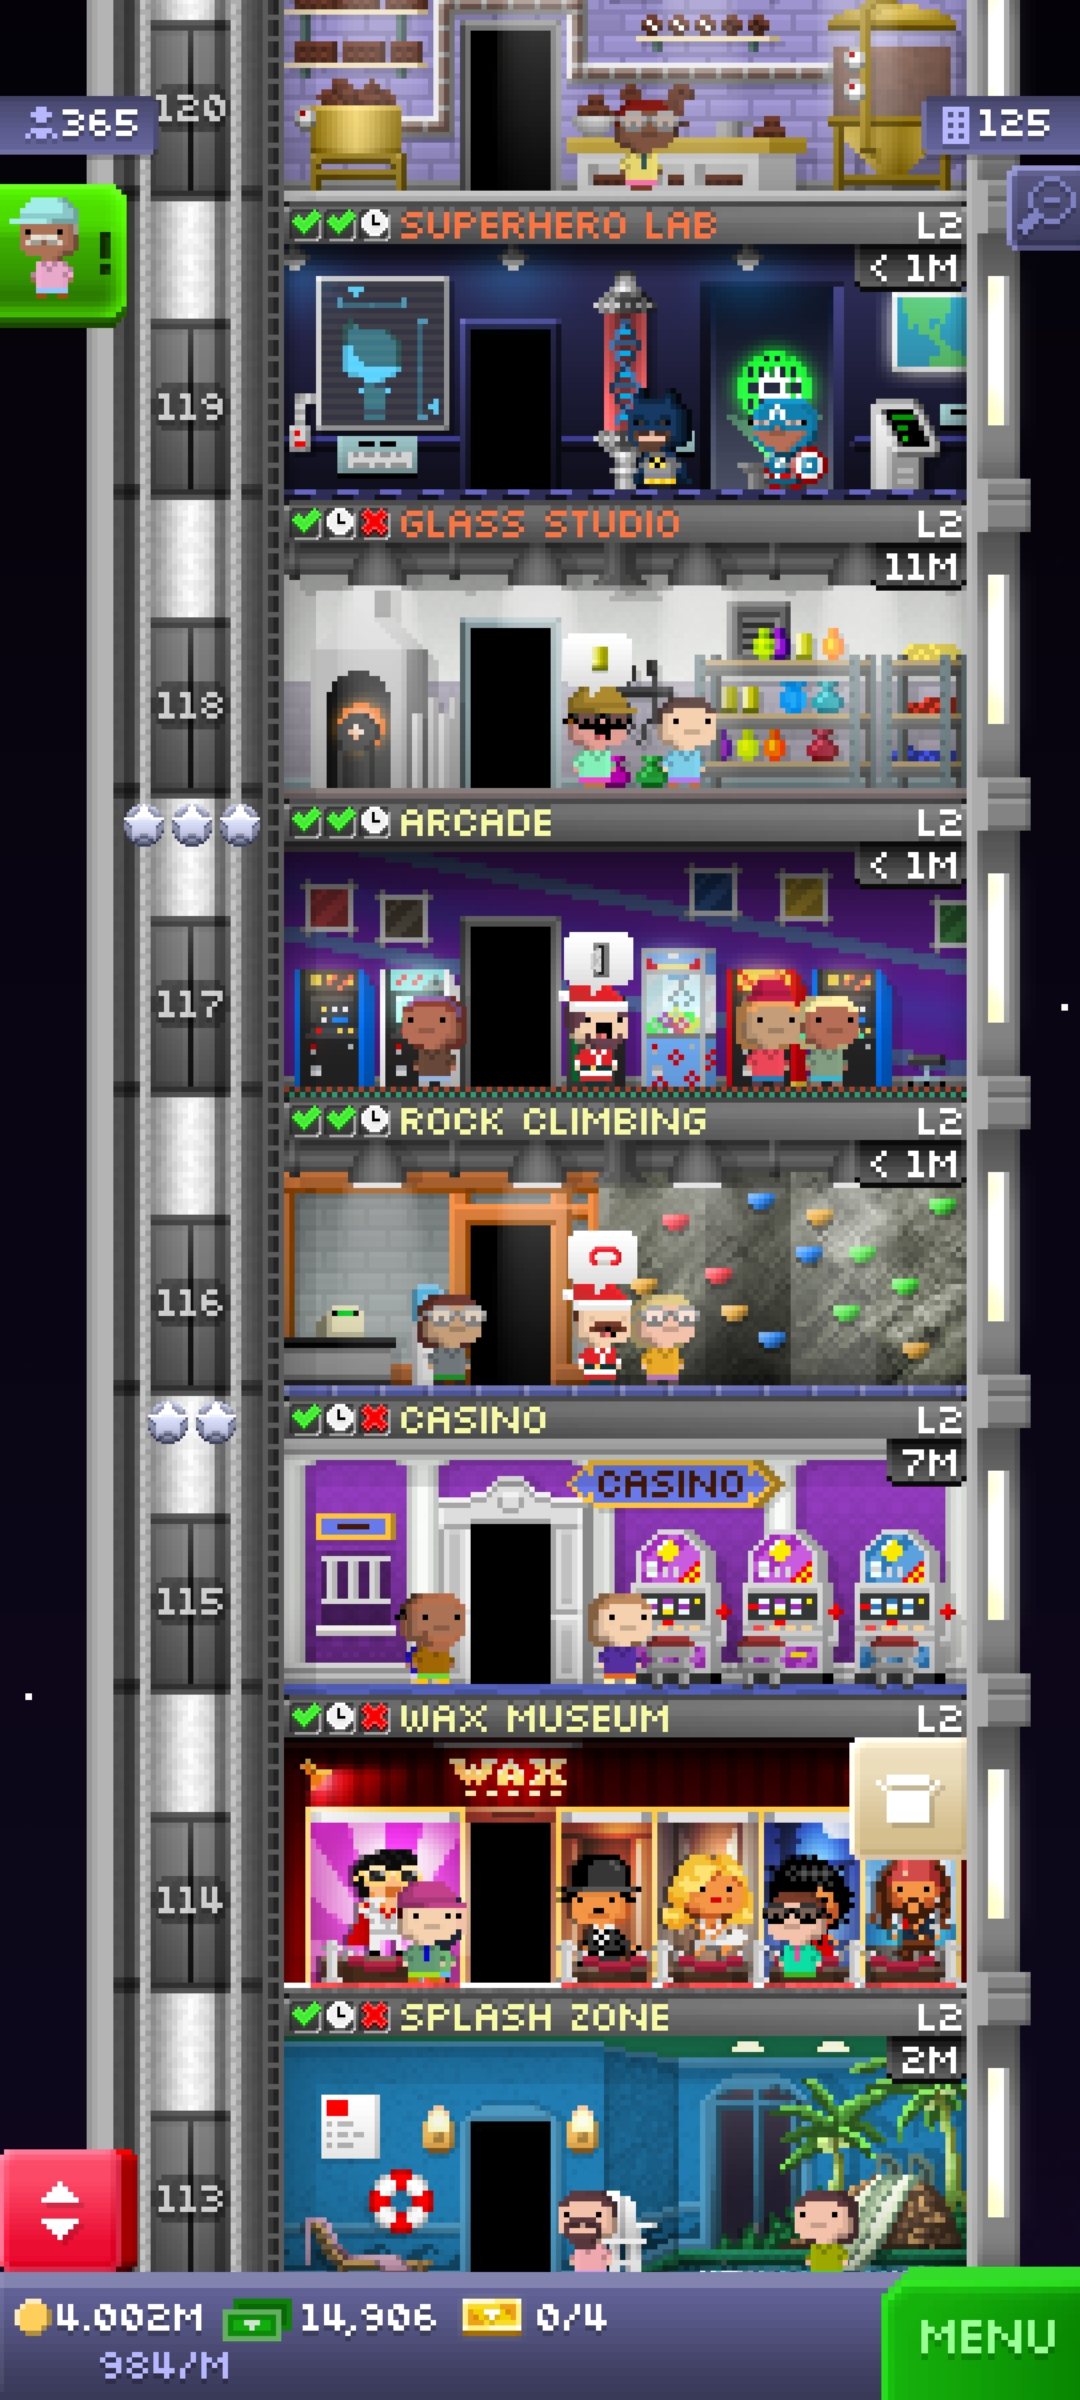 120
365
125
SUPERHERO LAB L2
< 1M
119
GLASS STUDIO L2
11M
118
ARCADE L2
< 1M
117
ROCK CLIMBING L2
< 1M
116
CASINO L2
7M
CASINO
115
WAX MUSEUM L2
WAX
114
SPLASH ZONE L2
2M
113
4.002M 14,906 0/4
984/M
MENU